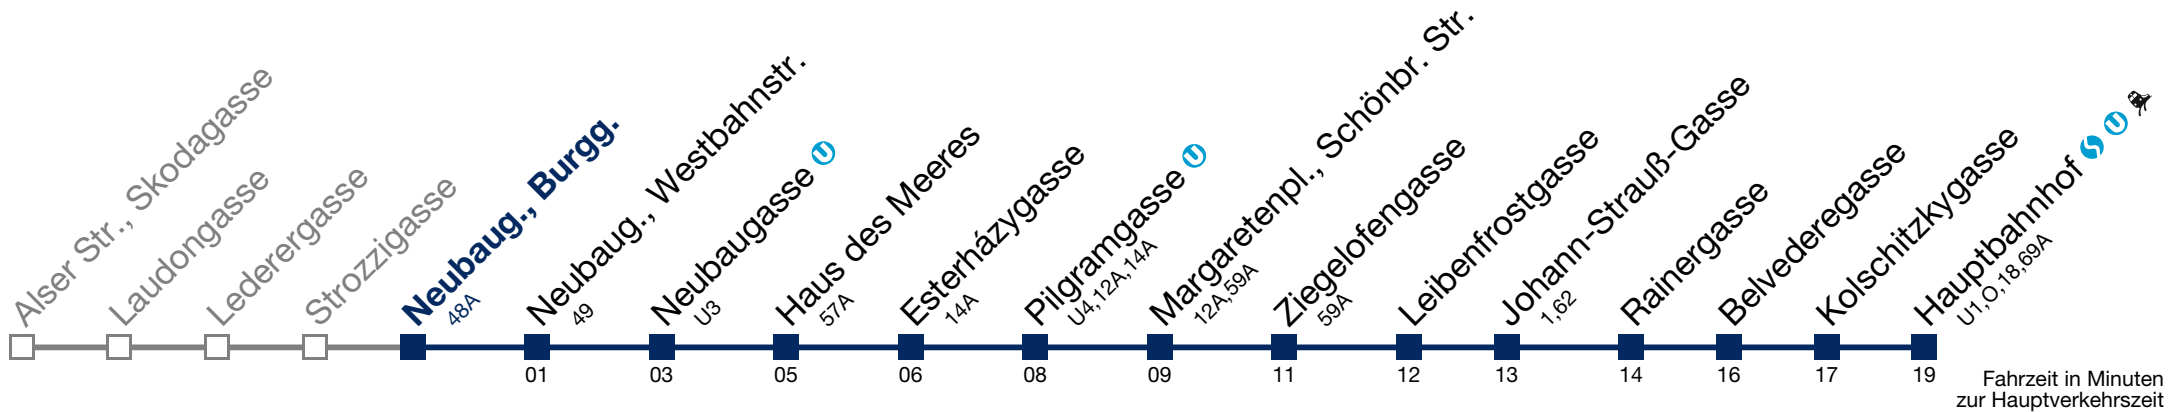 Alser Str., Skodagasse
Laudongasse
Lederergasse
Strozzigasse
Neubaug., Burgg.
48A
Neubaug., Westbahnstr.
49
01
Neubaugasse U
U3
03
Haus des Meeres
57A
05
Esterházygasse
14A
06
Pilgramgasse U
U4,12A,14A
08
Margaretenpl., Schönbr. Str.
12A,59A
09
Ziegelofengasse
59A
11
Leibenfrostgasse
12
Johann-Strauß-Gasse
1,62
13
Rainergasse
14
Belvederegasse
16
Kolschitzkygasse
17
Hauptbahnhof S U
U1,O,18,69A
19
Fahrzeit in Minuten
zur Hauptverkehrszeit